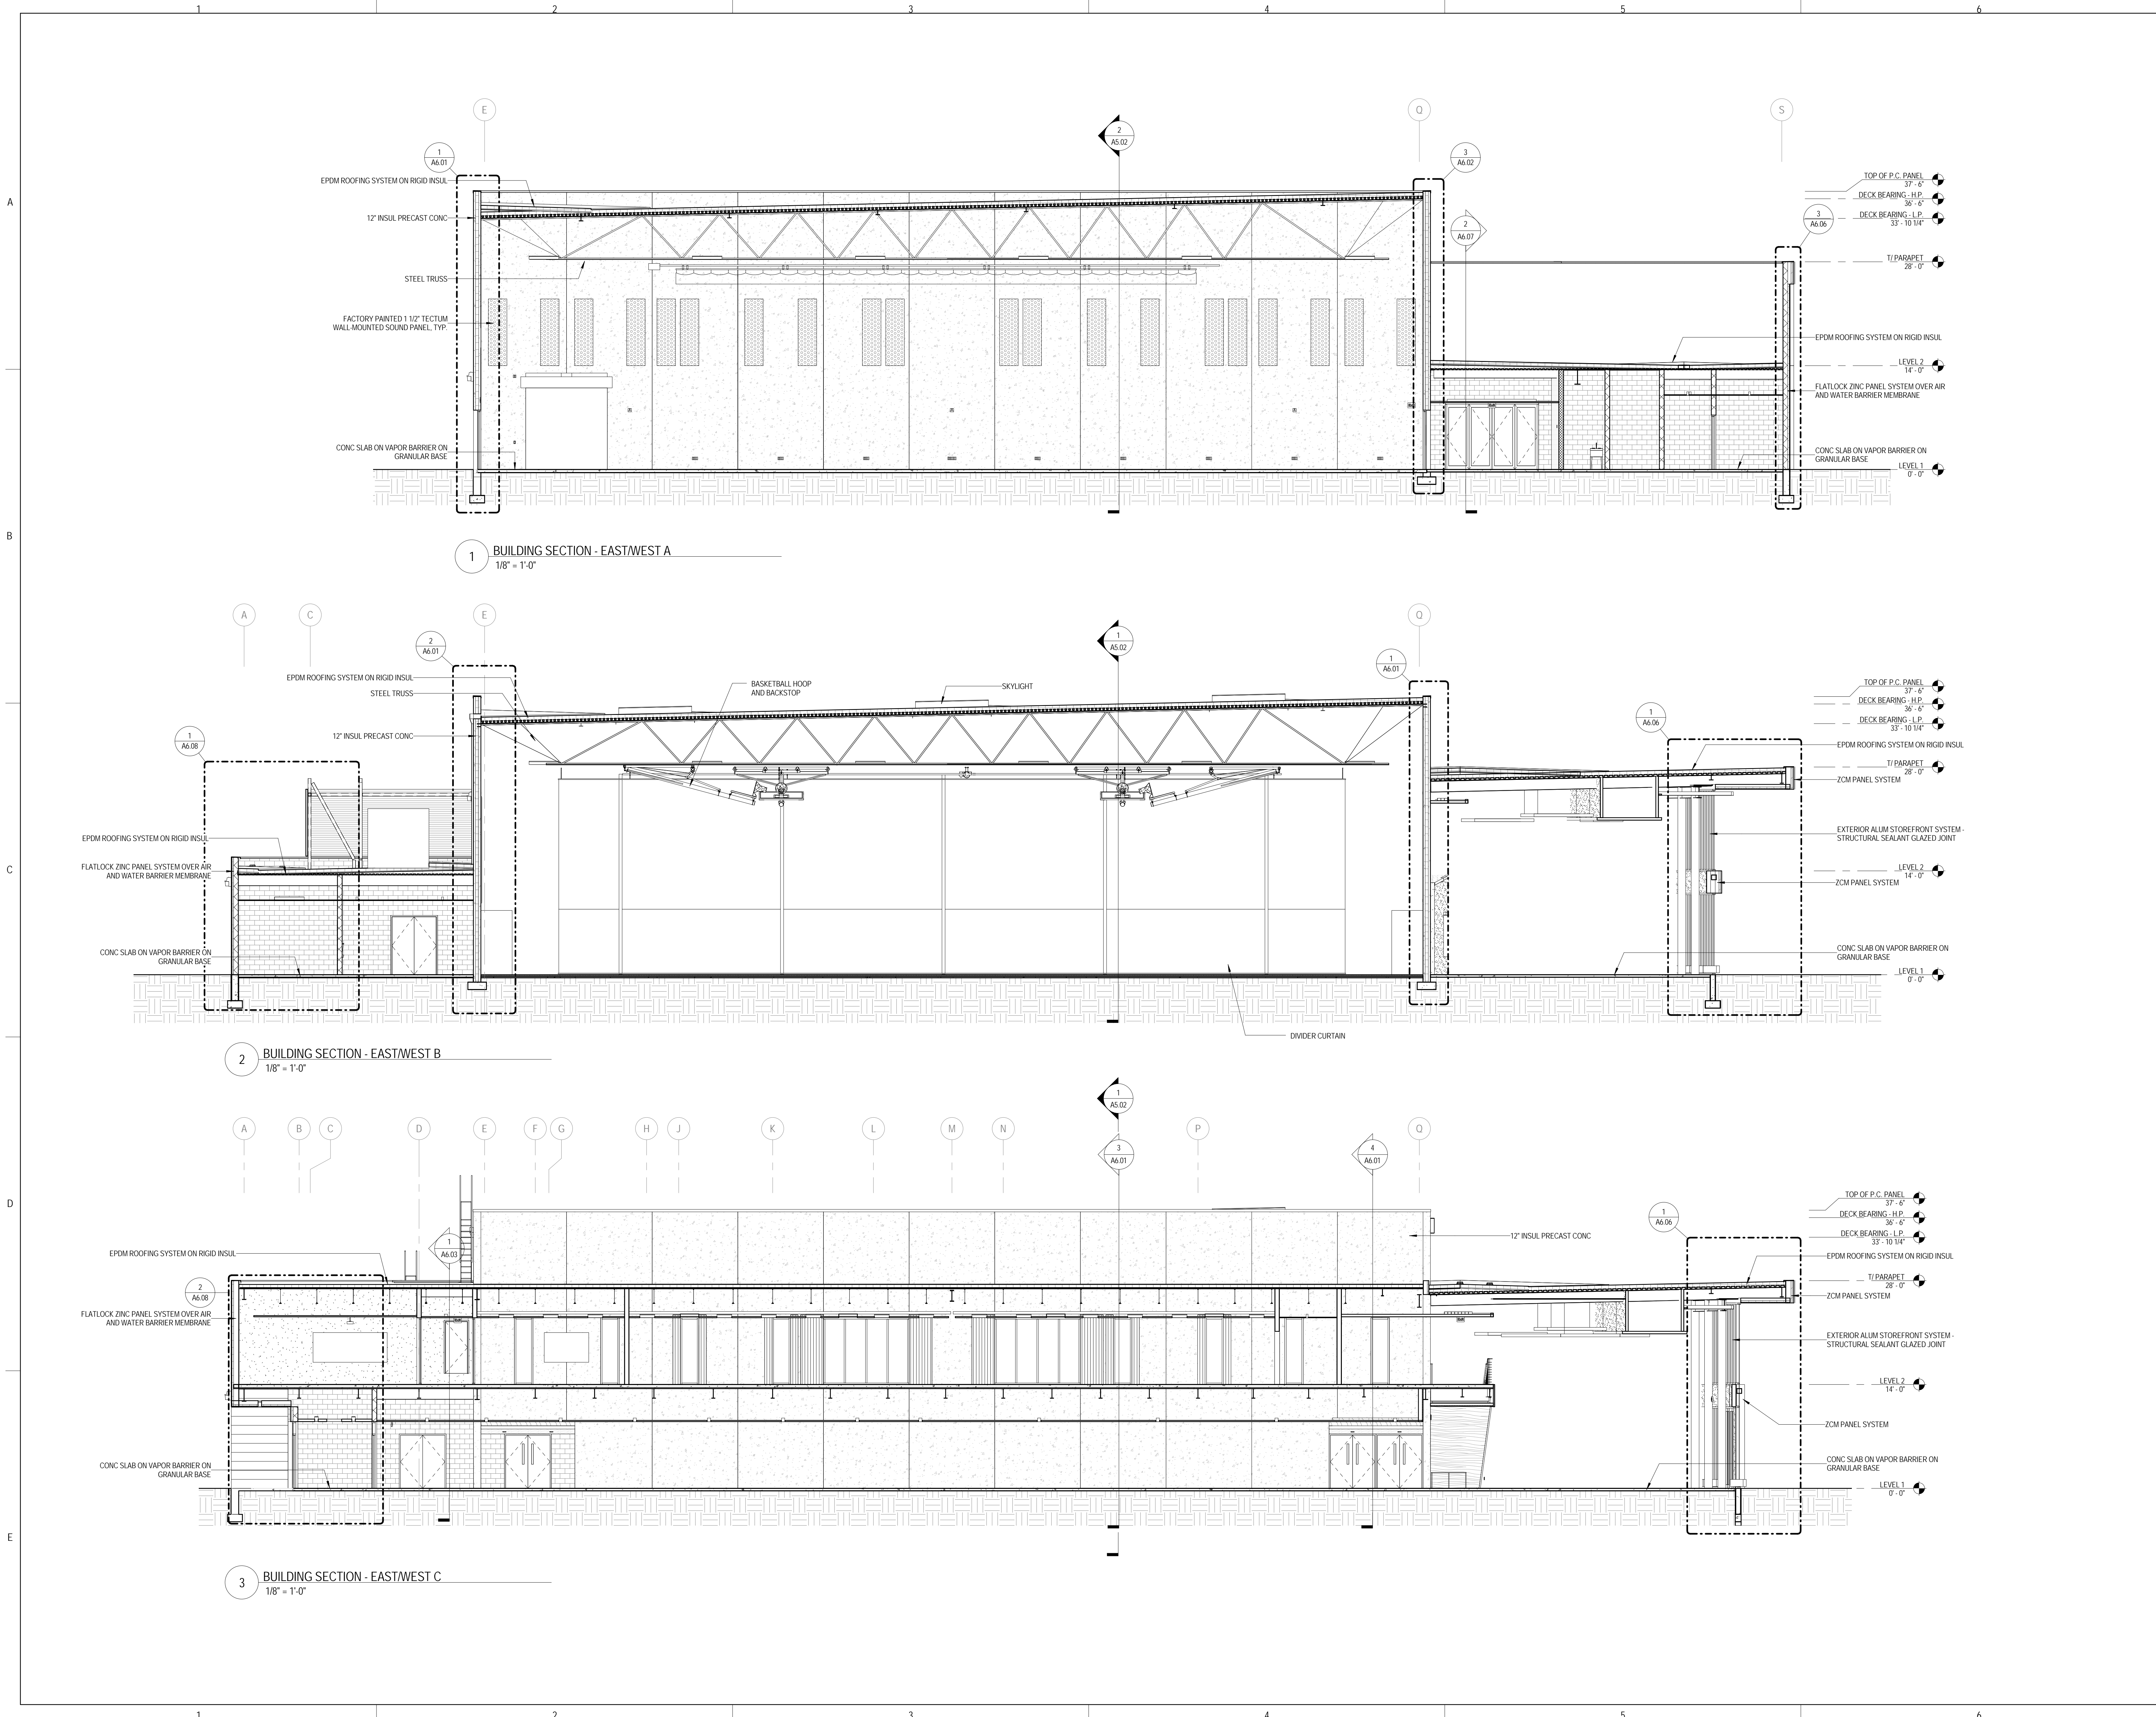 1 2 3 4 5 6
A
B
C
D
E
E
Q
S
1
A6.01
2
A5.02
3
A6.02
2
A6.07
3
A6.06
EPDM ROOFING SYSTEM ON RIGID INSUL
12" INSUL PRECAST CONC
STEEL TRUSS
FACTORY PAINTED 1 1/2" TECTUM
WALL-MOUNTED SOUND PANEL, TYP.
CONC SLAB ON VAPOR BARRIER ON
GRANULAR BASE
TOP OF P.C. PANEL
37' - 6"
DECK BEARING - H.P.
36' - 6"
DECK BEARING - L.P.
33' - 10 1/4"
T/ PARAPET
28' - 0"
EPDM ROOFING SYSTEM ON RIGID INSUL
LEVEL 2
14' - 0"
FLATLOCK ZINC PANEL SYSTEM OVER AIR
AND WATER BARRIER MEMBRANE
CONC SLAB ON VAPOR BARRIER ON
GRANULAR BASE
LEVEL 1
0' - 0"
1
BUILDING SECTION - EAST/WEST A
1/8" = 1'-0"
A
C
E
Q
1
A6.08
2
A6.01
1
A5.02
1
A6.01
1
A6.06
EPDM ROOFING SYSTEM ON RIGID INSUL
STEEL TRUSS
12" INSUL PRECAST CONC
BASKETBALL HOOP
AND BACKSTOP
SKYLIGHT
EPDM ROOFING SYSTEM ON RIGID INSUL
FLATLOCK ZINC PANEL SYSTEM OVER AIR
AND WATER BARRIER MEMBRANE
CONC SLAB ON VAPOR BARRIER ON
GRANULAR BASE
DIVIDER CURTAIN
TOP OF P.C. PANEL
37' - 6"
DECK BEARING - H.P.
36' - 6"
DECK BEARING - L.P.
33' - 10 1/4"
EPDM ROOFING SYSTEM ON RIGID INSUL
T/ PARAPET
28' - 0"
ZCM PANEL SYSTEM
EXTERIOR ALUM STOREFRONT SYSTEM -
STRUCTURAL SEALANT GLAZED JOINT
LEVEL 2
14' - 0"
ZCM PANEL SYSTEM
CONC SLAB ON VAPOR BARRIER ON
GRANULAR BASE
LEVEL 1
0' - 0"
2
BUILDING SECTION - EAST/WEST B
1/8" = 1'-0"
A
B
C
D
E
F
G
H
J
K
L
M
N
P
Q
1
A5.02
3
A6.01
4
A6.01
1
A6.03
2
A6.08
1
A6.06
EPDM ROOFING SYSTEM ON RIGID INSUL
FLATLOCK ZINC PANEL SYSTEM OVER AIR
AND WATER BARRIER MEMBRANE
CONC SLAB ON VAPOR BARRIER ON
GRANULAR BASE
12" INSUL PRECAST CONC
TOP OF P.C. PANEL
37' - 6"
DECK BEARING - H.P.
36' - 6"
DECK BEARING - L.P.
33' - 10 1/4"
EPDM ROOFING SYSTEM ON RIGID INSUL
T/ PARAPET
28' - 0"
ZCM PANEL SYSTEM
EXTERIOR ALUM STOREFRONT SYSTEM -
STRUCTURAL SEALANT GLAZED JOINT
LEVEL 2
14' - 0"
ZCM PANEL SYSTEM
CONC SLAB ON VAPOR BARRIER ON
GRANULAR BASE
LEVEL 1
0' - 0"
3
BUILDING SECTION - EAST/WEST C
1/8" = 1'-0"
1 2 3 4 5 6